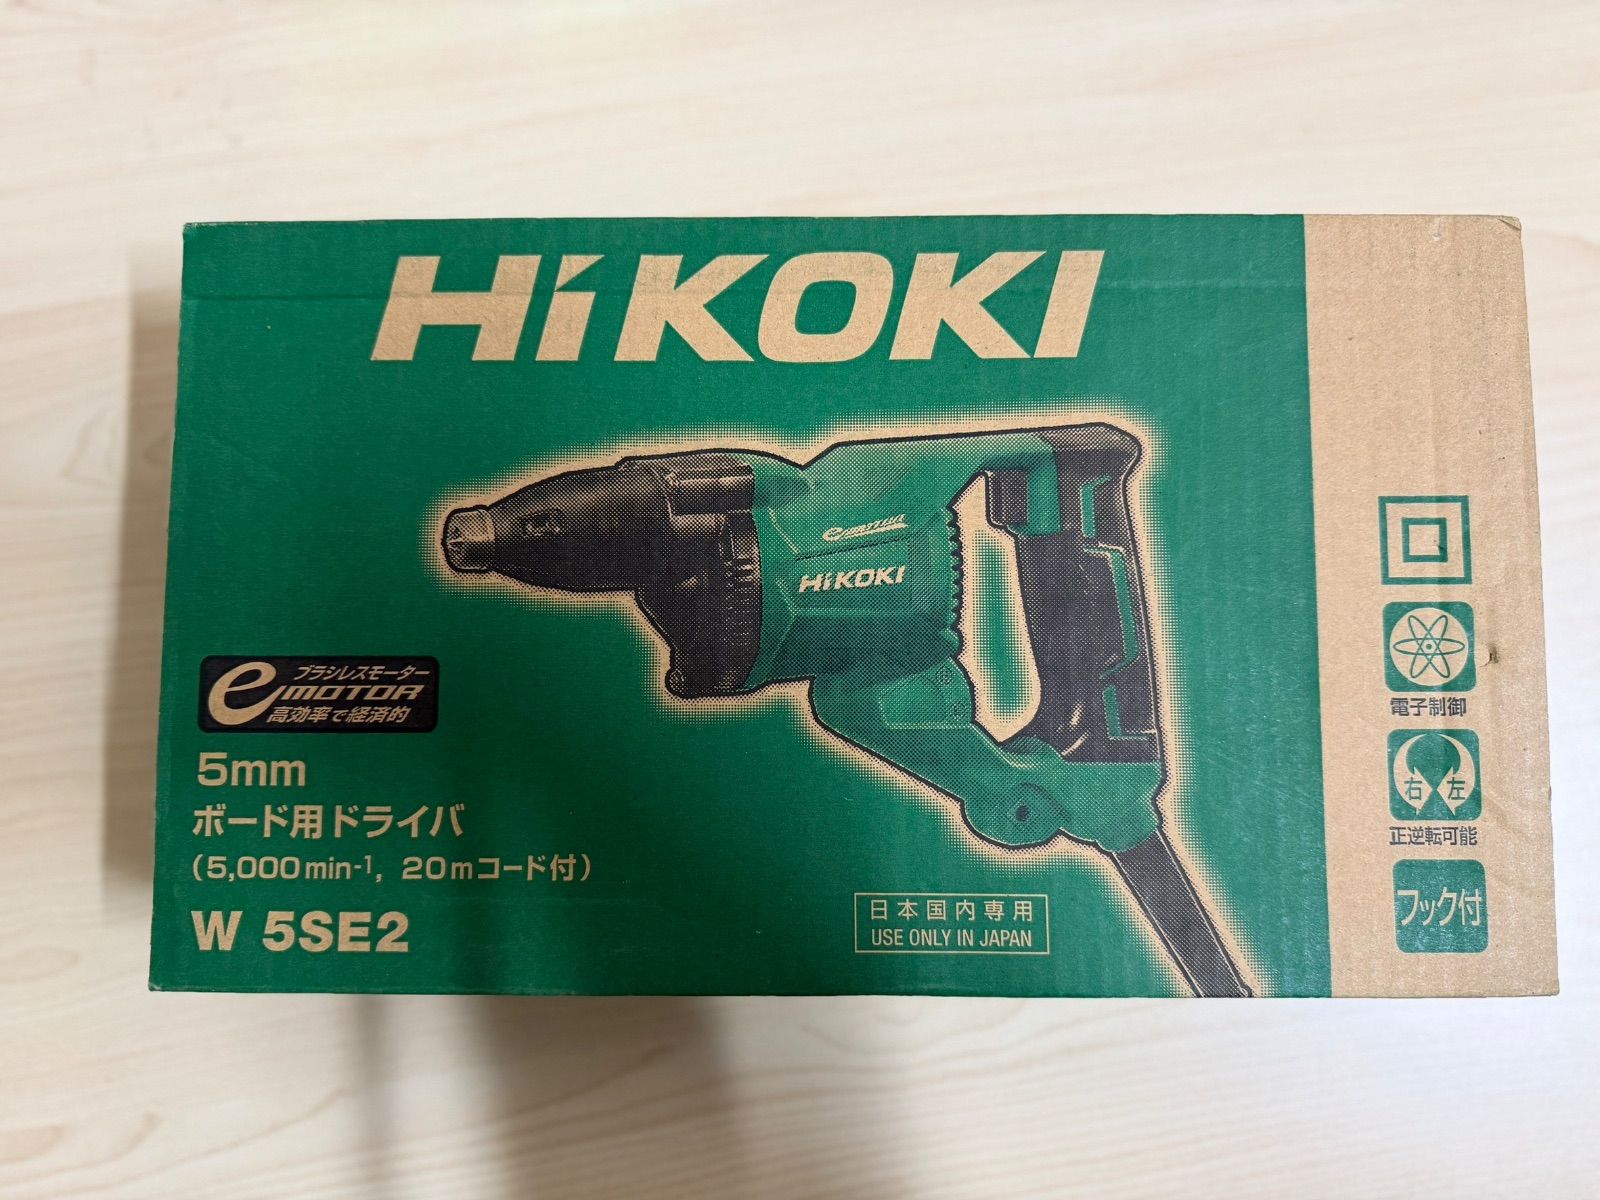 HiKOKI
eMOTOR
HiKOKI
ブラシレスモーター
eMOTOR
高効率で経済的
5mm
ボード用ドライバ
(5,000min-1, 20mコード付)
W 5SE2
日本国内専用
USE ONLY IN JAPAN
電子制御
右 左
正逆転可能
フック付